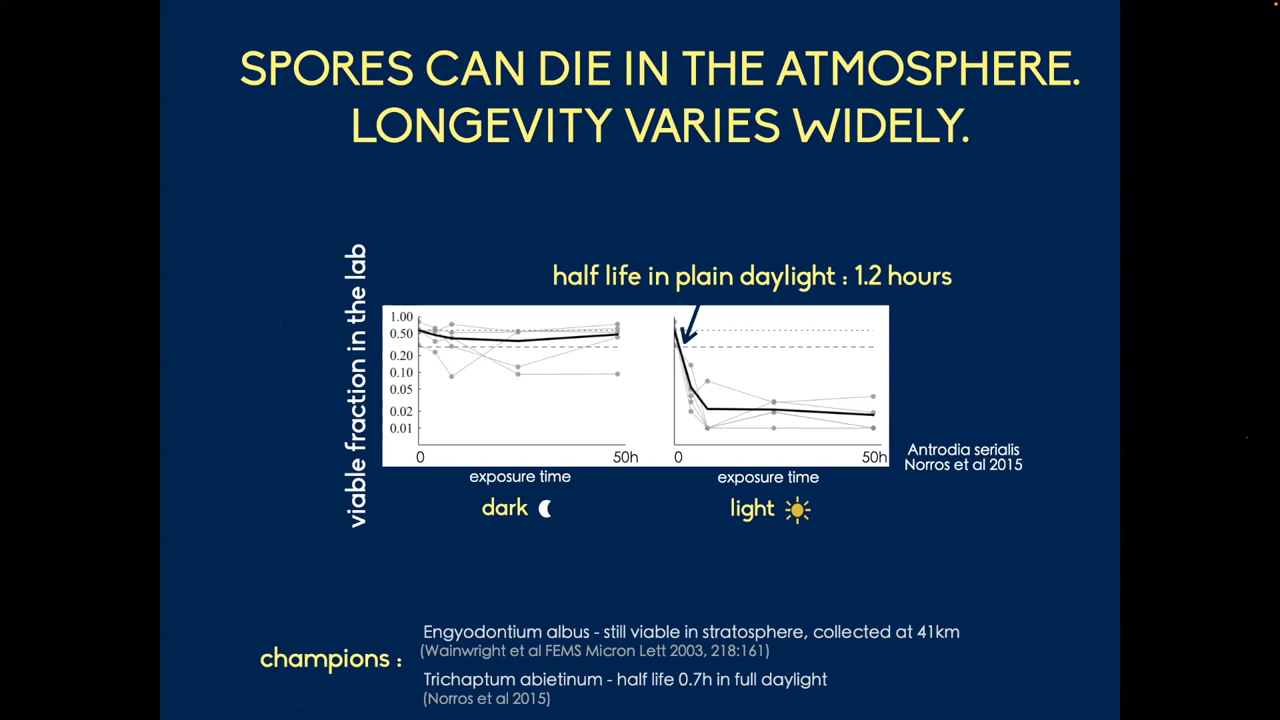 SPORES CAN DIE IN THE ATMOSPHERE.
LONGEVITY VARIES WIDELY.
half life in plain daylight : 1.2 hours
viable fraction in the lab
1.00
0.50
0.20
0.10
0.05
0.02
0.01
0 50h
0 50h
exposure time
exposure time
dark
light
Antrodia serialis
Norros et al 2015
champions :
Engyodontium albus - still viable in stratosphere, collected at 41km
(Wainwright et al FEMS Micron Lett 2003, 218:161)
Trichaptum abietinum - half life 0.7h in full daylight
(Norros et al 2015)